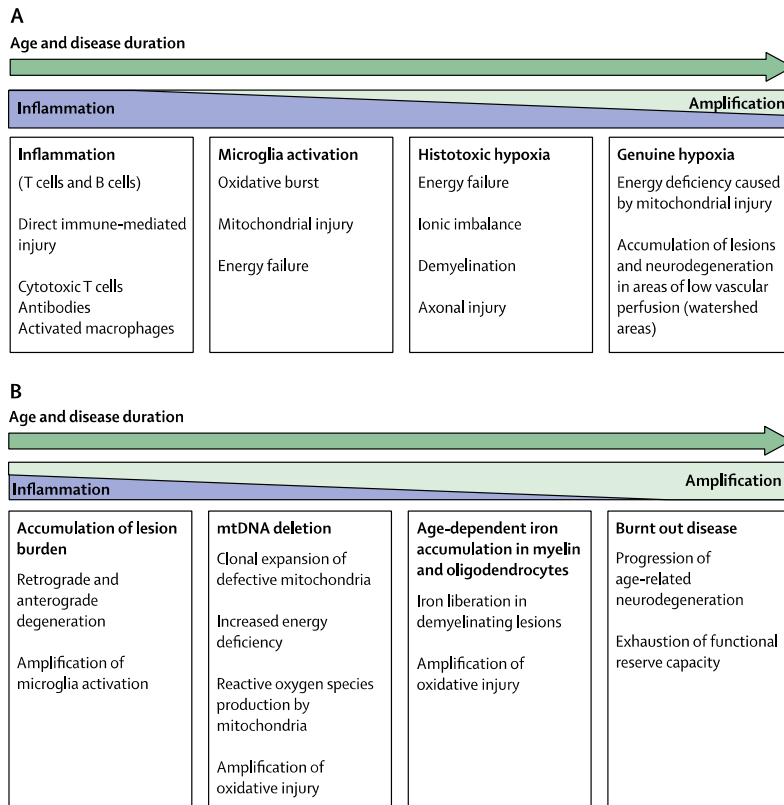 A
Age and disease duration
Inflammation
Amplification
Inflammation
(T cells and B cells)
Direct immune-mediated
injury
Cytotoxic T cells
Antibodies
Activated macrophages
Microglia activation
Oxidative burst
Mitochondrial injury
Energy failure
Histotoxic hypoxia
Energy failure
Ionic imbalance
Demyelination
Axonal injury
Genuine hypoxia
Energy deficiency caused
by mitochondrial injury
Accumulation of lesions
and neurodegeneration
in areas of low vascular
perfusion (watershed
areas)
B
Age and disease duration
Inflammation
Amplification
Accumulation of lesion
burden
Retrograde and
anterograde
degeneration
Amplification of
microglia activation
mtDNA deletion
Clonal expansion of
defective mitochondria
Increased energy
deficiency
Reactive oxygen species
production by
mitochondria
Amplification of
oxidative injury
Age-dependent iron
accumulation in myelin
and oligodendrocytes
Iron liberation in
demyelinating lesions
Amplification of
oxidative injury
Burnt out disease
Progression of
age-related
neurodegeneration
Exhaustion of functional
reserve capacity